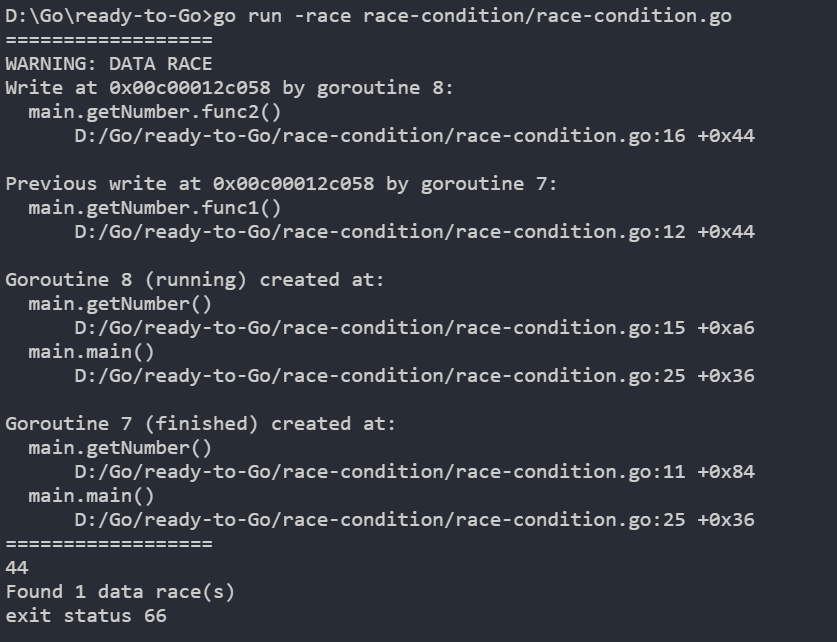 D:\Go\ready-to-Go>go run -race race-condition/race-condition.go
==================
WARNING: DATA RACE
Write at 0x00c00012c058 by goroutine 8:
  main.getNumber.func2()
      D:/Go/ready-to-Go/race-condition/race-condition.go:16 +0x44

Previous write at 0x00c00012c058 by goroutine 7:
  main.getNumber.func1()
      D:/Go/ready-to-Go/race-condition/race-condition.go:12 +0x44

Goroutine 8 (running) created at:
  main.getNumber()
      D:/Go/ready-to-Go/race-condition/race-condition.go:15 +0xa6
  main.main()
      D:/Go/ready-to-Go/race-condition/race-condition.go:25 +0x36

Goroutine 7 (finished) created at:
  main.getNumber()
      D:/Go/ready-to-Go/race-condition/race-condition.go:11 +0x84
  main.main()
      D:/Go/ready-to-Go/race-condition/race-condition.go:25 +0x36
==================
44
Found 1 data race(s)
exit status 66